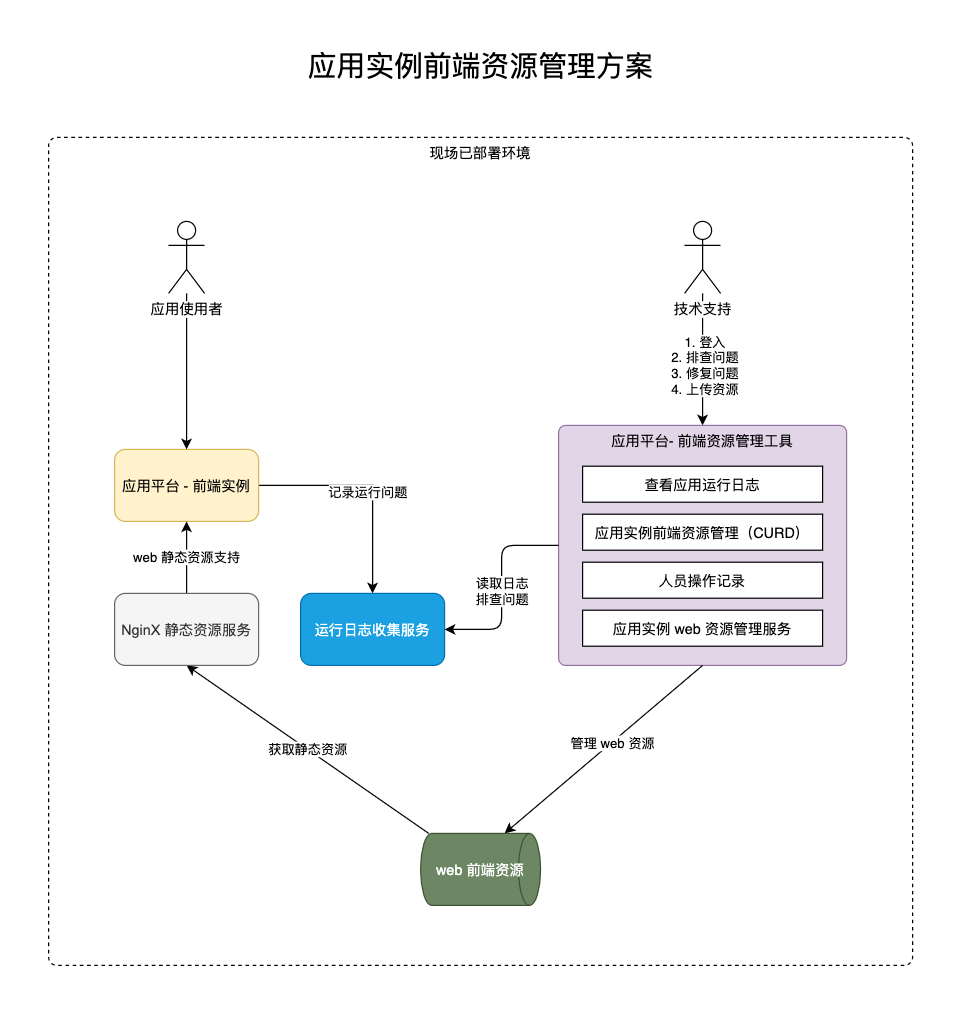 应用实例前端资源管理方案
现场已部署环境
应用使用者
技术支持
1. 登入
2. 排查问题
3. 修复问题
4. 上传资源
应用平台- 前端资源管理工具
查看应用运行日志
应用实例前端资源管理（CURD）
人员操作记录
应用实例 web 资源管理服务
应用平台 - 前端实例
记录运行问题
web 静态资源支持
读取日志
排查问题
NginX 静态资源服务
运行日志收集服务
获取静态资源
管理 web 资源
web 前端资源